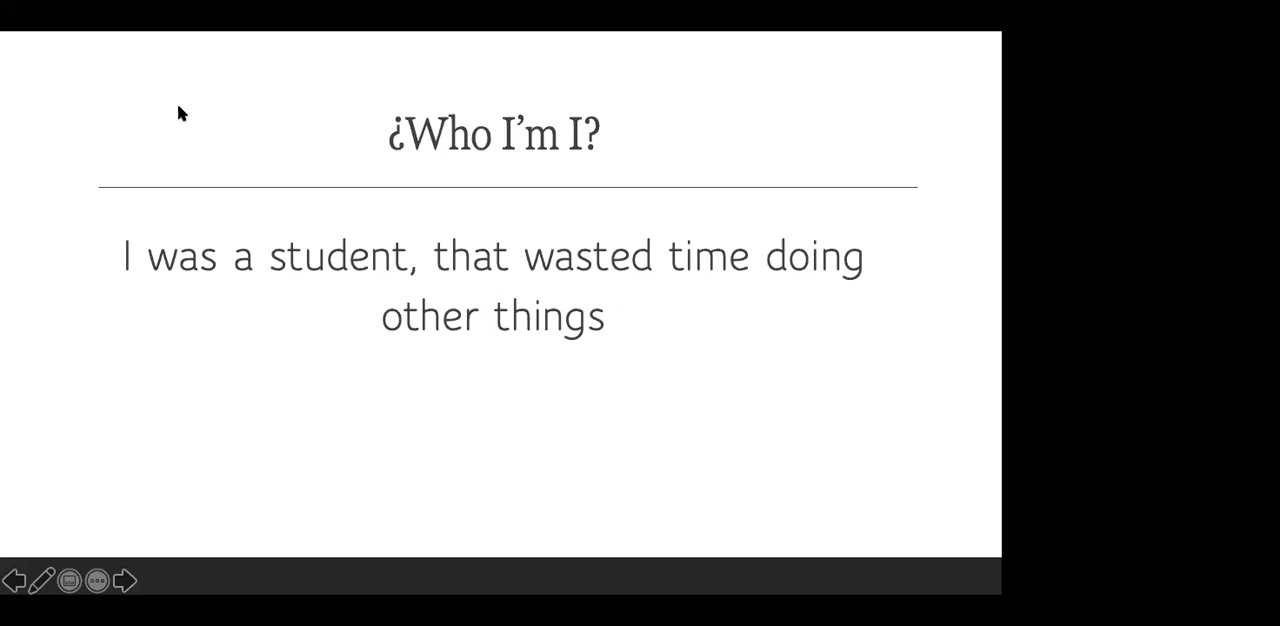 ¿Who I’m I?
I was a student, that wasted time doing
other things